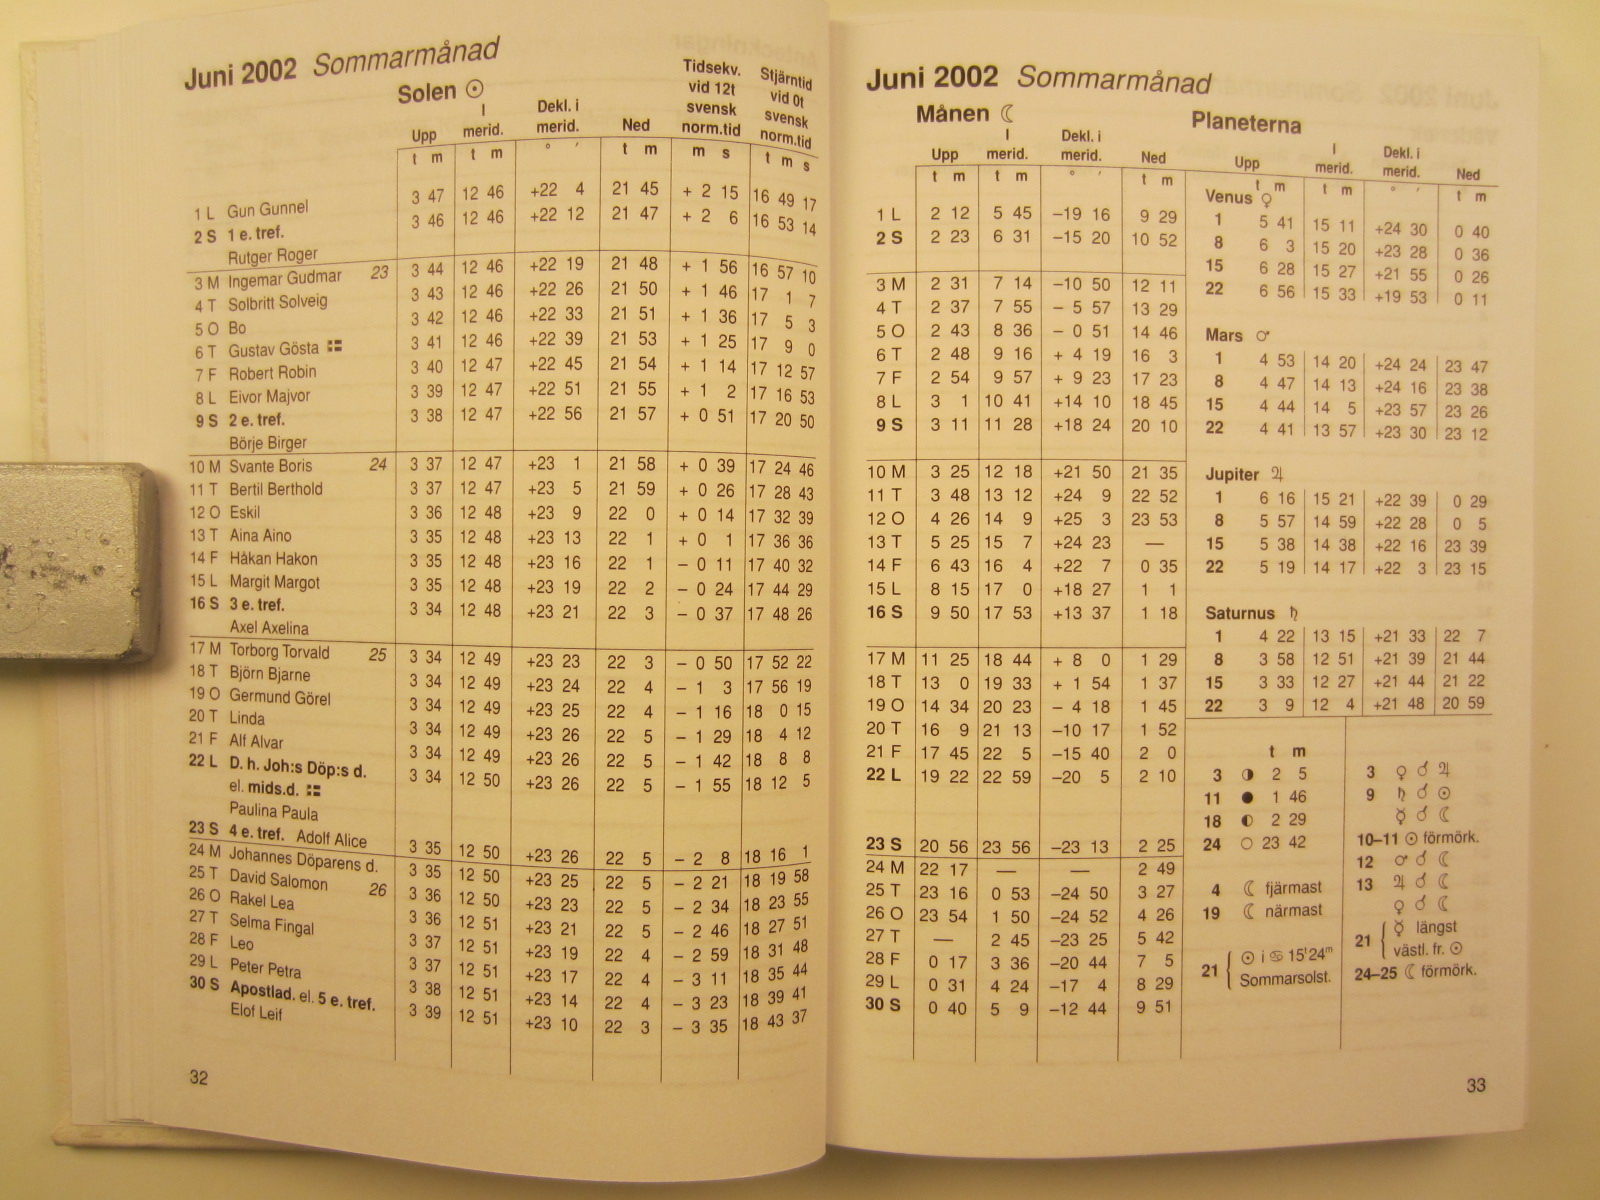 Juni 2002 Sommarmånad
Solen ☉
Upp
I merid.
Dekl. i merid.
Ned
Tidsekv. vid 12t svensk norm.tid
Stjärntid vid 0t svensk norm.tid
t m t m ° ′ t m m s t m s
1 L Gun Gunnel 3 47 12 46 +22 4 21 45 + 2 15 16 49 17
2 S 1 e. tref. 3 46 12 46 +22 12 21 47 + 2 6 16 53 14
Rutger Roger
3 M Ingemar Gudmar 23 3 44 12 46 +22 19 21 48 + 1 56 16 57 10
4 T Solbritt Solveig 3 43 12 46 +22 26 21 50 + 1 46 17 1 7
5 O Bo 3 42 12 46 +22 33 21 51 + 1 36 17 5 3
6 T Gustav Gösta 3 41 12 46 +22 39 21 53 + 1 25 17 9 0
7 F Robert Robin 3 40 12 47 +22 45 21 54 + 1 14 17 12 57
8 L Eivor Majvor 3 39 12 47 +22 51 21 55 + 1 2 17 16 53
9 S 2 e. tref. 3 38 12 47 +22 56 21 57 + 0 51 17 20 50
Börje Birger
10 M Svante Boris 24 3 37 12 47 +23 1 21 58 + 0 39 17 24 46
11 T Bertil Berthold 3 37 12 47 +23 5 21 59 + 0 26 17 28 43
12 O Eskil 3 36 12 48 +23 9 22 0 + 0 14 17 32 39
13 T Aina Aino 3 35 12 48 +23 13 22 1 + 0 1 17 36 36
14 F Håkan Hakon 3 35 12 48 +23 16 22 1 – 0 11 17 40 32
15 L Margit Margot 3 35 12 48 +23 19 22 2 – 0 24 17 44 29
16 S 3 e. tref. 3 34 12 48 +23 21 22 3 – 0 37 17 48 26
Axel Axelina
17 M Torborg Torvald 25 3 34 12 49 +23 23 22 3 – 0 50 17 52 22
18 T Björn Bjarne 3 34 12 49 +23 24 22 4 – 1 3 17 56 19
19 O Germund Görel 3 34 12 49 +23 25 22 4 – 1 16 18 0 15
20 T Linda 3 34 12 49 +23 26 22 5 – 1 29 18 4 12
21 F Alf Alvar 3 34 12 49 +23 26 22 5 – 1 42 18 8 8
22 L D. h. Joh:s Döp:s d. 3 34 12 50 +23 26 22 5 – 1 55 18 12 5
el. mids.d.
Paulina Paula
23 S 4 e. tref. Adolf Alice 3 35 12 50 +23 26 22 5 – 2 8 18 16 1
24 M Johannes Döparens d. 3 35 12 50 +23 25 22 5 – 2 21 18 19 58
25 T David Salomon 26 3 36 12 50 +23 23 22 5 – 2 34 18 23 55
26 O Rakel Lea 3 36 12 51 +23 21 22 5 – 2 46 18 27 51
27 T Selma Fingal 3 37 12 51 +23 19 22 4 – 2 59 18 31 48
28 F Leo 3 37 12 51 +23 17 22 4 – 3 11 18 35 44
29 L Peter Petra 3 38 12 51 +23 14 22 4 – 3 23 18 39 41
30 S Apostlad. el. 5 e. tref. 3 39 12 51 +23 10 22 3 – 3 35 18 43 37
Elof Leif
32
Juni 2002 Sommarmånad
Månen ☾
Upp
I merid.
Dekl. i merid.
Ned
t m t m ° ′ t m
1 L 2 12 5 45 –19 16 9 29
2 S 2 23 6 31 –15 20 10 52
3 M 2 31 7 14 –10 50 12 11
4 T 2 37 7 55 – 5 57 13 29
5 O 2 43 8 36 – 0 51 14 46
6 T 2 48 9 16 + 4 19 16 3
7 F 2 54 9 57 + 9 23 17 23
8 L 3 1 10 41 +14 10 18 45
9 S 3 11 11 28 +18 24 20 10
10 M 3 25 12 18 +21 50 21 35
11 T 3 48 13 12 +24 9 22 52
12 O 4 26 14 9 +25 3 23 53
13 T 5 25 15 7 +24 23 —
14 F 6 43 16 4 +22 7 0 35
15 L 8 15 17 0 +18 27 1 1
16 S 9 50 17 53 +13 37 1 18
17 M 11 25 18 44 + 8 0 1 29
18 T 13 0 19 33 + 1 54 1 37
19 O 14 34 20 23 – 4 18 1 45
20 T 16 9 21 13 –10 17 1 52
21 F 17 45 22 5 –15 40 2 0
22 L 19 22 22 59 –20 5 2 10
23 S 20 56 23 56 –23 13 2 25
24 M 22 17 — — 2 49
25 T 23 16 0 53 –24 50 3 27
26 O 23 54 1 50 –24 52 4 26
27 T — 2 45 –23 25 5 42
28 F 0 17 3 36 –20 44 7 5
29 L 0 31 4 24 –17 4 8 29
30 S 0 40 5 9 –12 44 9 51
Planeterna
Upp
I merid.
Dekl. i merid.
Ned
t m t m ° ′ t m
Venus ♀
1 5 41 15 11 +24 30 0 40
8 6 3 15 20 +23 28 0 36
15 6 28 15 27 +21 55 0 26
22 6 56 15 33 +19 53 0 11
Mars ♂
1 4 53 14 20 +24 24 23 47
8 4 47 14 13 +24 16 23 38
15 4 44 14 5 +23 57 23 26
22 4 41 13 57 +23 30 23 12
Jupiter ♃
1 6 16 15 21 +22 39 0 29
8 5 57 14 59 +22 28 0 5
15 5 38 14 38 +22 16 23 39
22 5 19 14 17 +22 3 23 15
Saturnus ♄
1 4 22 13 15 +21 33 22 7
8 3 58 12 51 +21 39 21 44
15 3 33 12 27 +21 44 21 22
22 3 9 12 4 +21 48 20 59
t m
3 ◑ 2 5
11 ● 1 46
18 ◐ 2 29
24 ○ 23 42
4 ☾ fjärmast
19 ☾ närmast
21 { ☉ i ♋ 15t24m
Sommarsolst.
3 ♀ ☌ ♃
9 ♄ ☌ ☉
☿ ☌ ☾
10–11 ☉ förmörk.
12 ♂ ☌ ☾
13 ♃ ☌ ☾
♀ ☌ ☾
21 { ☿ längst
västl. fr. ☉
24–25 ☾ förmörk.
33